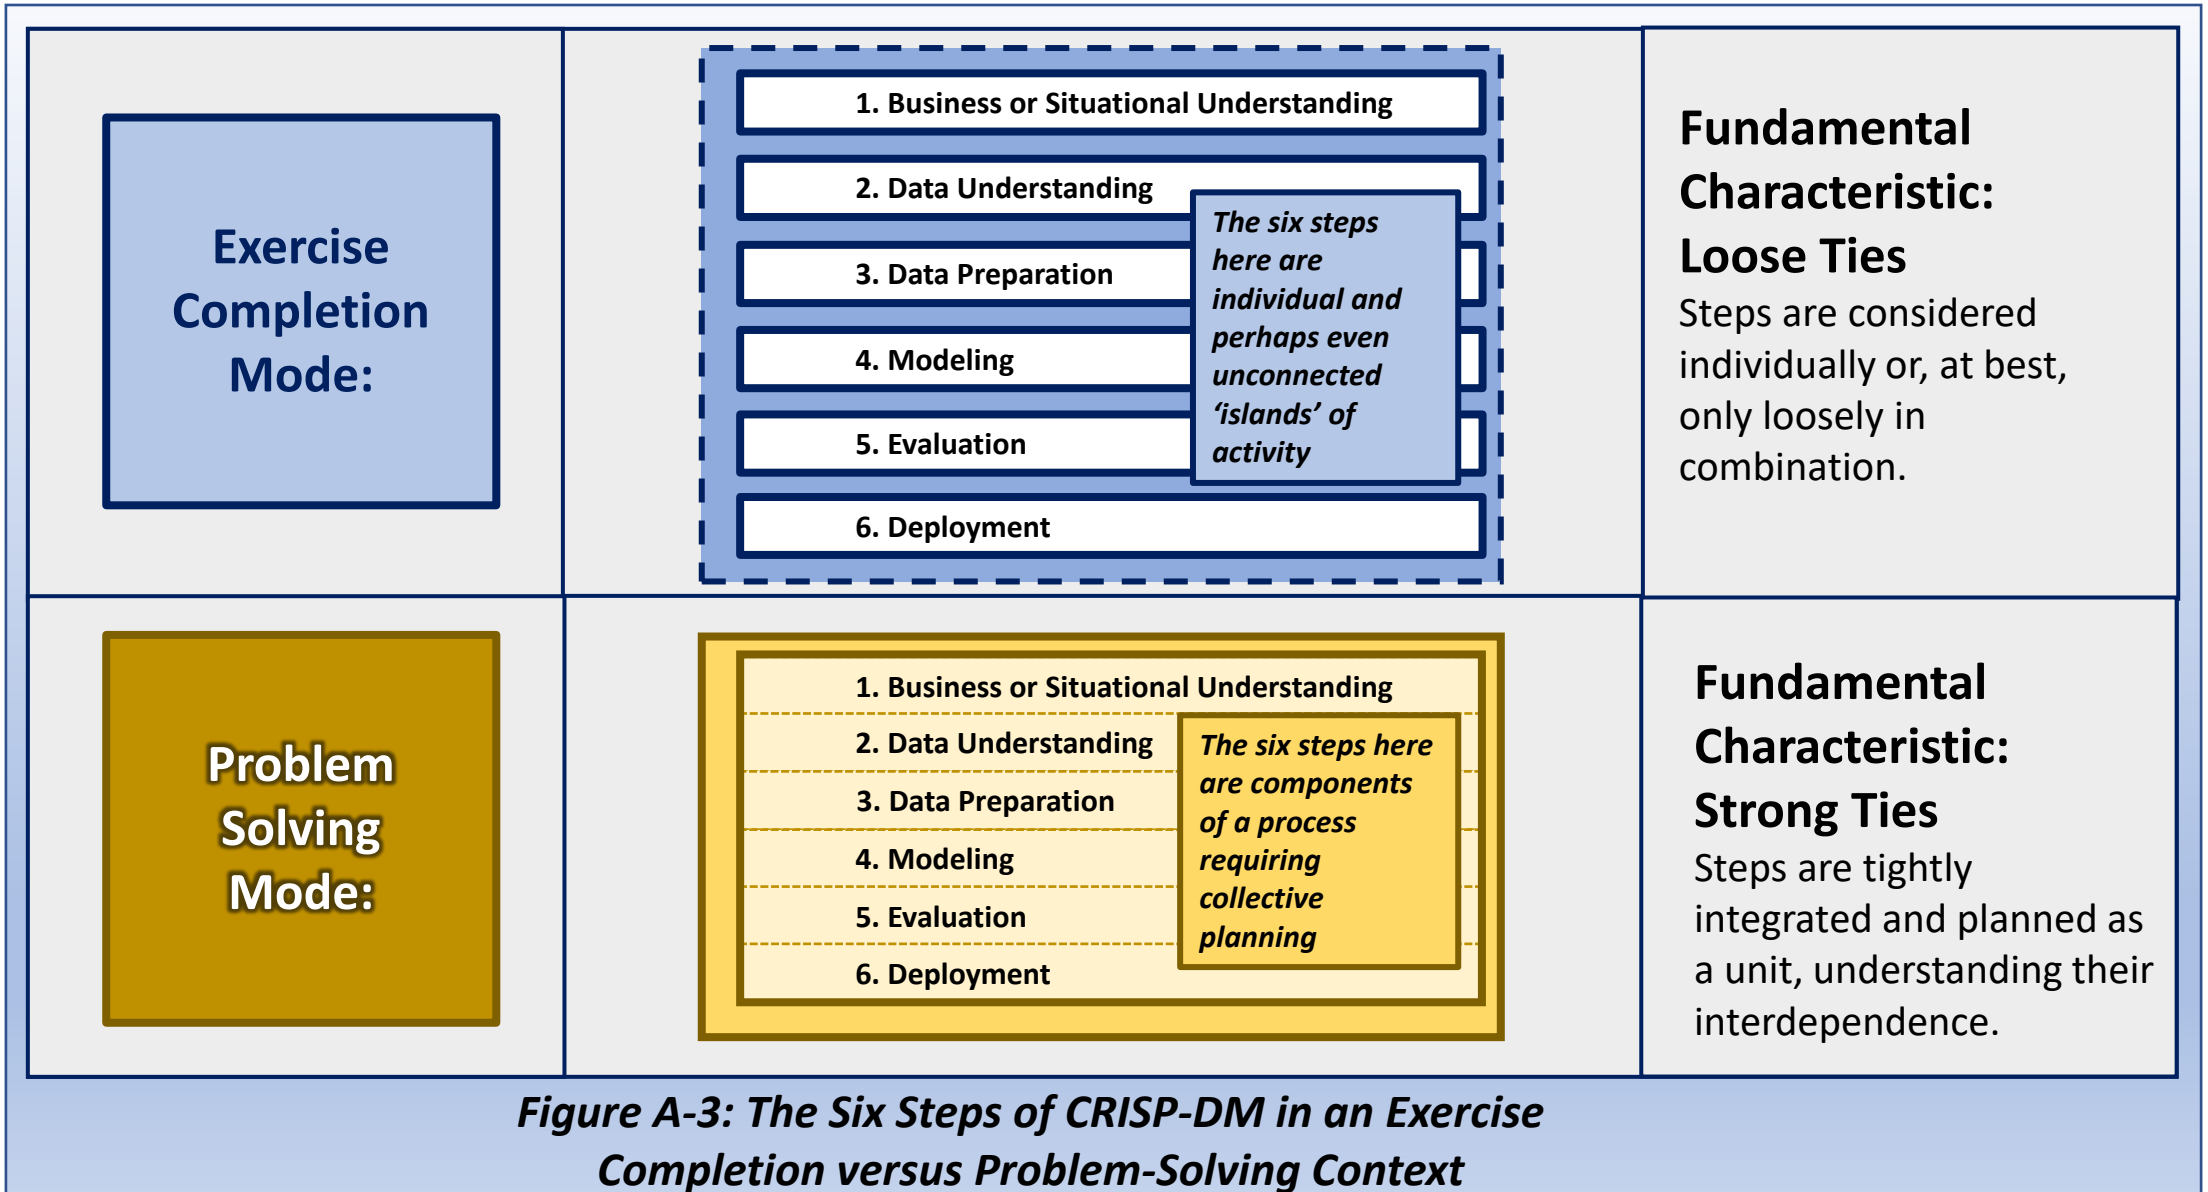 Exercise
Completion
Mode:
1. Business or Situational Understanding
2. Data Understanding
3. Data Preparation
4. Modeling
5. Evaluation
6. Deployment
The six steps
here are
individual and
perhaps even
unconnected
‘islands’ of
activity
Fundamental
Characteristic:
Loose Ties
Steps are considered
individually or, at best,
only loosely in
combination.
Problem
Solving
Mode:
1. Business or Situational Understanding
2. Data Understanding
3. Data Preparation
4. Modeling
5. Evaluation
6. Deployment
The six steps here
are components
of a process
requiring
collective
planning
Fundamental
Characteristic:
Strong Ties
Steps are tightly
integrated and planned as
a unit, understanding their
interdependence.
Figure A-3: The Six Steps of CRISP-DM in an Exercise
Completion versus Problem-Solving Context